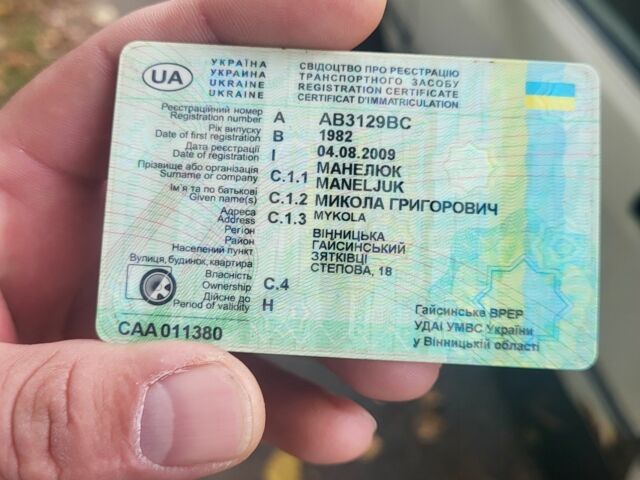 UA
УКРАЇНА
УКРАИНА
UKRAINE
UKRAINE
СВІДОЦТВО ПРО РЕЄСТРАЦІЮ
ТРАНСПОРТНОГО ЗАСОБУ
REGISTRATION CERTIFICATE
CERTIFICAT D'IMMATRICULATION
Реєстраційний номер
Registration number A AB3129BC
Рік випуску
Date of first registration B 1982
Дата реєстрації
Date of registration I 04.08.2009
Прізвище або організація
Surname or company C.1.1 МАНЕЛЮК
MANELJUK
Ім'я та по батькові
Given name(s) C.1.2 МИКОЛА ГРИГОРОВИЧ
MYKOLA
Адреса
Address C.1.3
Регіон ВІННИЦЬКА
Район ГАЙСИНСЬКИЙ
Населений пункт ЗЯТКІВЦІ
Вулиця, будинок, квартира СТЕПОВА, 18
Власність
Ownership C.4
Дійсне до
Period of validity H
САА 011380
Гайсинське ВРЕР
УДАІ УМВС України
у Вінницькій області